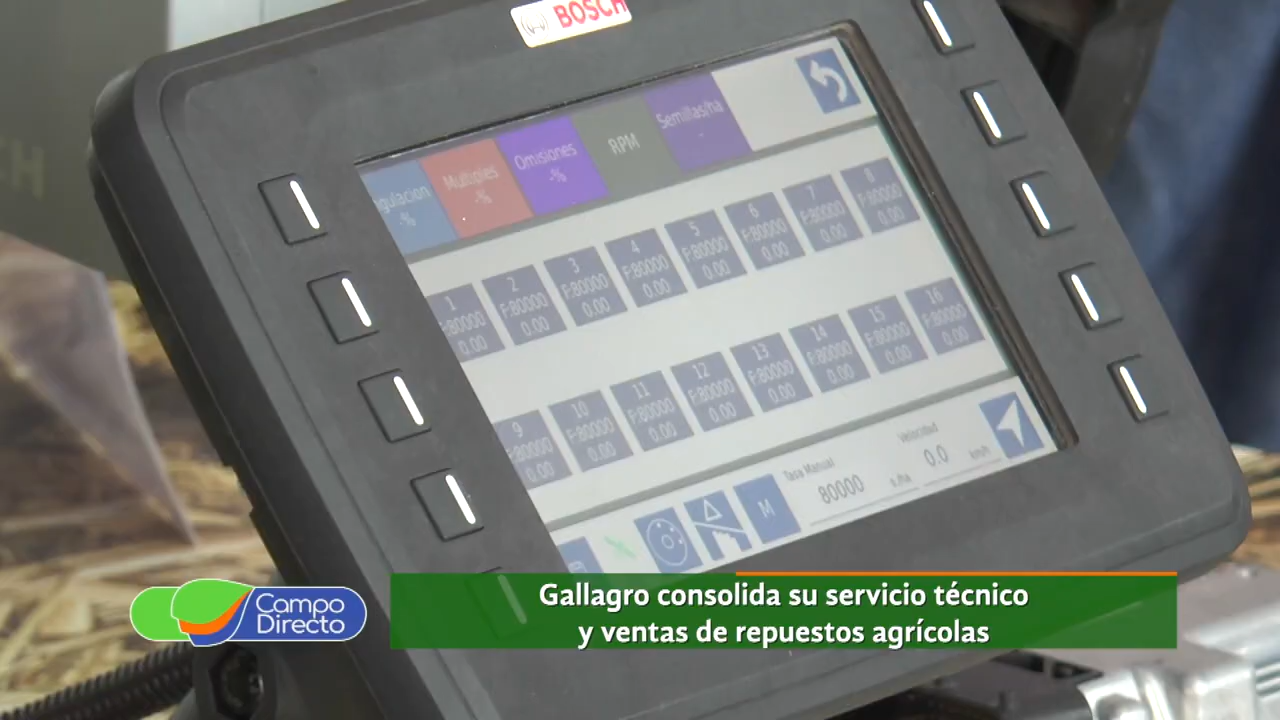 BOSCH
CH
gulacion
-%
Multiples
-%
Omisiones
-%
RPM
Semillas/ha
-
1
F:80000
0.00
2
F:80000
0.00
3
F:80000
0.00
4
F:80000
0.00
5
F:80000
0.00
6
F:80000
0.00
7
F:80000
0.00
8
F:80000
0.00
9
F:80000
0.00
10
F:80000
0.00
11
F:80000
0.00
12
F:80000
0.00
13
F:80000
0.00
14
F:80000
0.00
15
F:80000
0.00
16
F:80000
0.00
M
Tasa Manual
80000 s./ha
Velocidad
0.0 km/h
Campo
Directo
Gallagro consolida su servicio técnico
y ventas de repuestos agrícolas